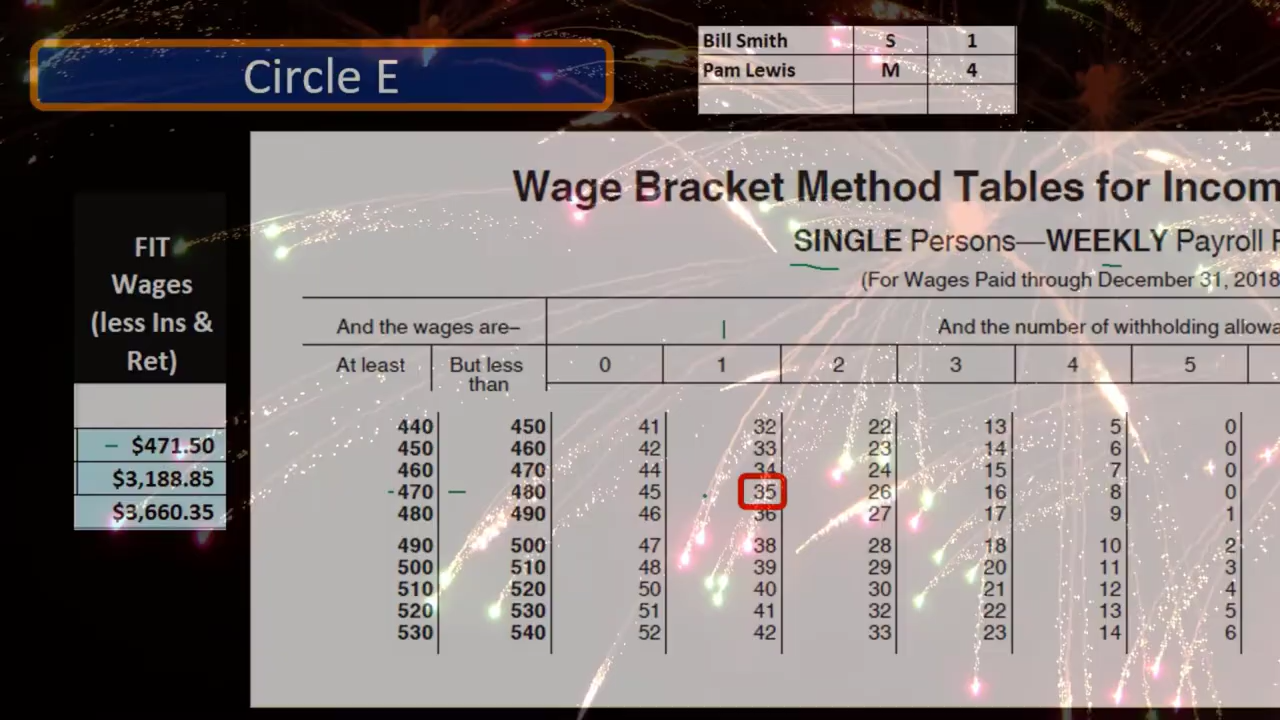 Circle E
Bill Smith S 1
Pam Lewis M 4
FIT
Wages
(less Ins &
Ret)
$471.50
$3,188.85
$3,660.35
Wage Bracket Method Tables for Incom
SINGLE Persons—WEEKLY Payroll
(For Wages Paid through December 31, 2018
And the wages are– And the number of withholding allowa
At least But less than 0 1 2 3 4 5
440 450 41 32 22 13 5 0
450 460 42 33 23 14 6 0
460 470 44 34 24 15 7 0
470 480 45 35 26 16 8 0
480 490 46 36 27 17 9 1
490 500 47 38 28 18 10 2
500 510 48 39 29 20 11 3
510 520 50 40 30 21 12 4
520 530 51 41 32 22 13 5
530 540 52 42 33 23 14 6